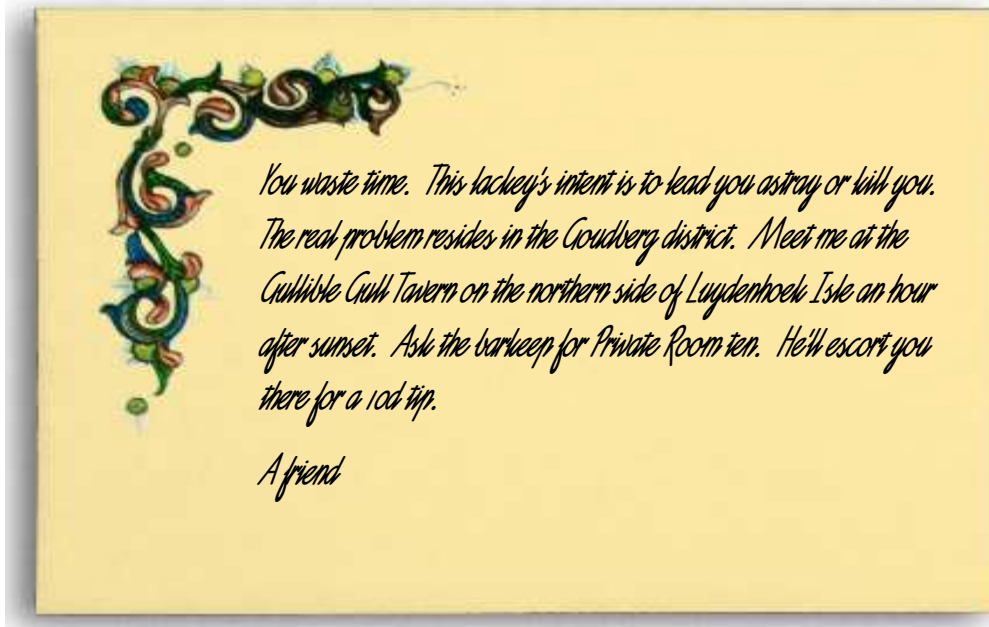 You waste time. This lackey's intent is to lead you astray or kill you.
The real problem resides in the Goudberg district. Meet me at the
Gullible Gull Tavern on the northern side of Luydenhoek Isle an hour
after sunset. Ask the barkeep for Private Room ten. He'll escort you
there for a 10d tip.
A friend